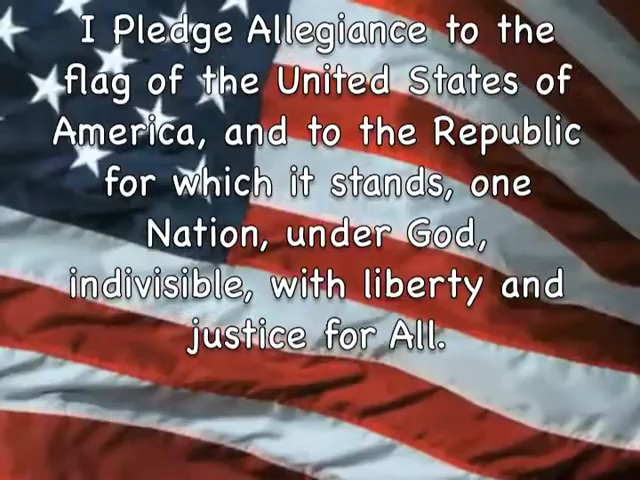 I Pledge Allegiance to the
flag of the United States of
America, and to the Republic
for which it stands, one
Nation, under God,
indivisible, with liberty and
justice for All.